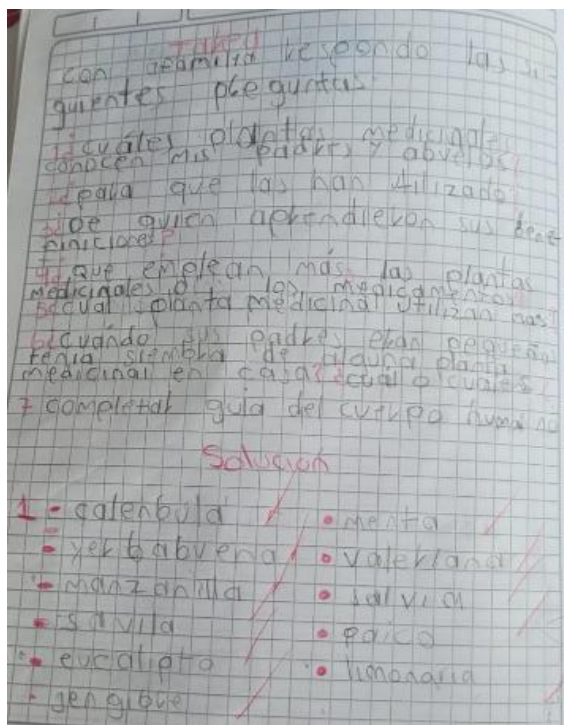 Tarea
con a familia respondo las si-
guientes preguntas
1 ¿cuáles plantas medicinales
conocen mis padres y abuelos?
2 ¿para que las han utilizado?
3 ¿De quien aprendieron sus bene-
finiciones?
4 ¿Que emplean más las plantas
medicinales o los medicamentos?
5 ¿cual planta medicinal utilizan mas?
6 ¿cuándo sus padres eran pequeños
tenia siembra de alguna planta
medicinal en casa? ¿cuál o cuales?
7 completar guia del cuerpo humano
Solución
1 - calenbula
- yerbabuena
- manzanilla
- savila
- eucalipto
- gengibre
• menta
• valeriana
• salvia
• paico
• limonaria